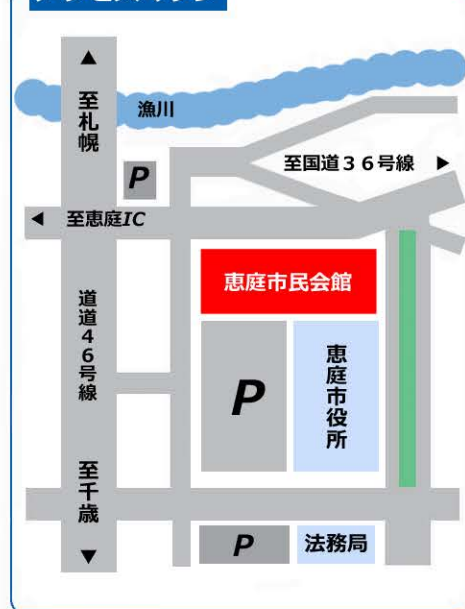 ▲
至札幌
漁川
P
至国道３６号線 ▶
◀ 至恵庭IC
恵庭市民会館
道道４６号線
P
恵庭市役所
至千歳
▼
P
法務局